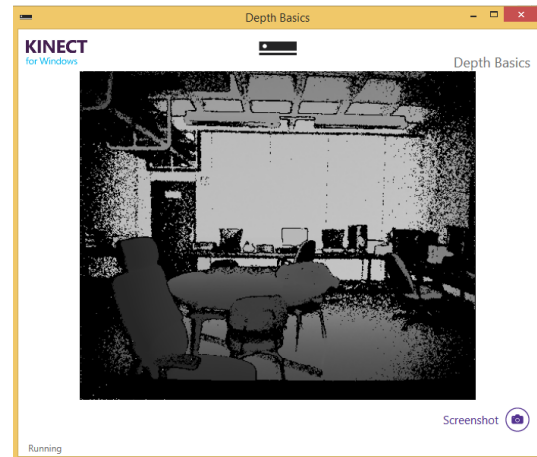 Depth Basics
KINECT
for Windows
Depth Basics
Screenshot
Running